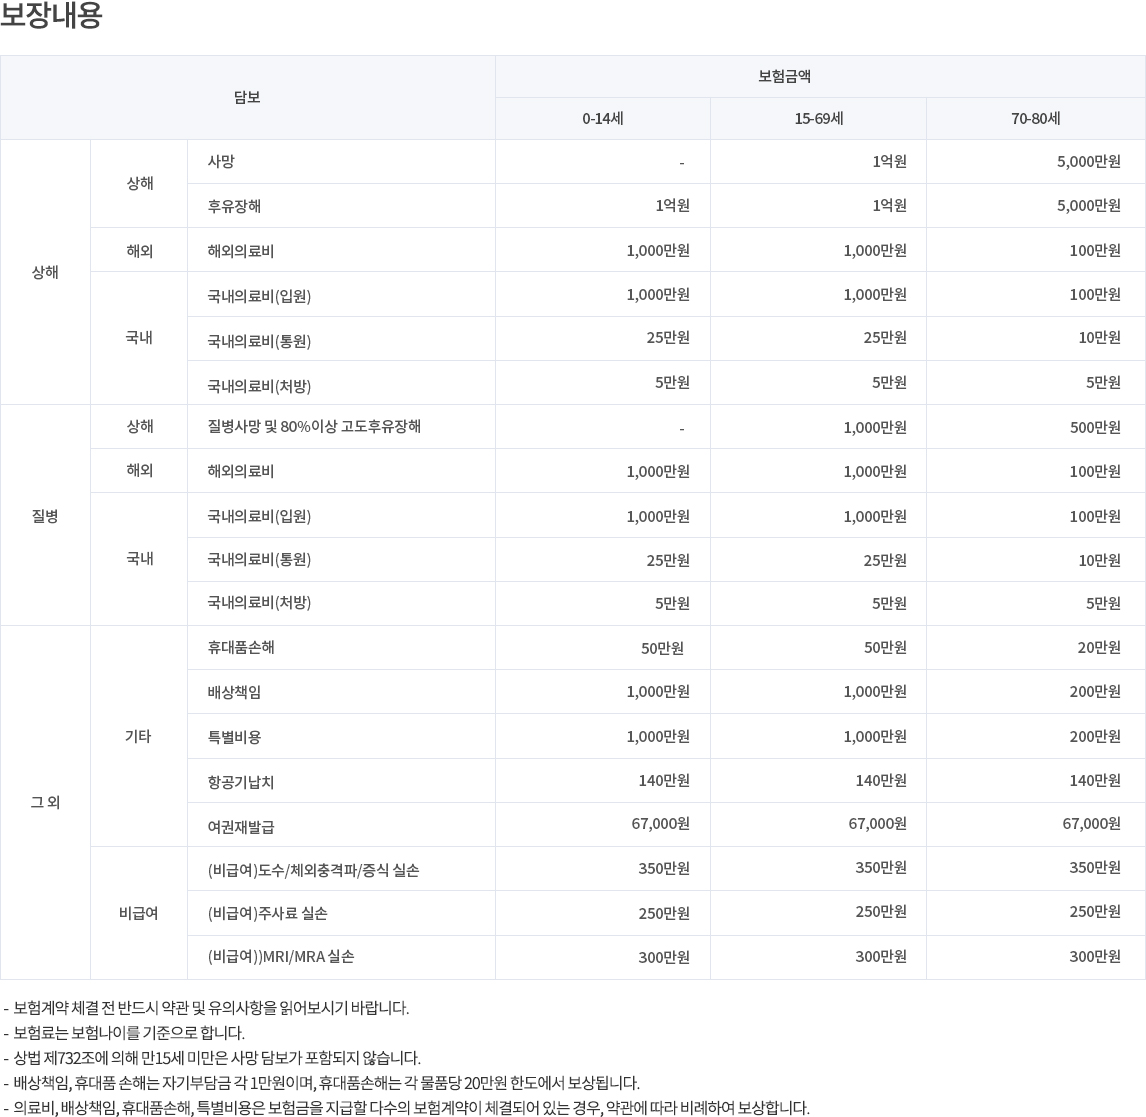 보장내용
담보 보험금액
0-14세 15-69세 70-80세
상해 상해 사망 - 1억원 5,000만원
후유장해 1억원 1억원 5,000만원
해외 해외의료비 1,000만원 1,000만원 100만원
국내 국내의료비(입원) 1,000만원 1,000만원 100만원
국내의료비(통원) 25만원 25만원 10만원
국내의료비(처방) 5만원 5만원 5만원
질병 상해 질병사망 및 80%이상 고도후유장해 - 1,000만원 500만원
해외 해외의료비 1,000만원 1,000만원 100만원
국내 국내의료비(입원) 1,000만원 1,000만원 100만원
국내의료비(통원) 25만원 25만원 10만원
국내의료비(처방) 5만원 5만원 5만원
그 외 기타 휴대품손해 50만원 50만원 20만원
배상책임 1,000만원 1,000만원 200만원
특별비용 1,000만원 1,000만원 200만원
항공기납치 140만원 140만원 140만원
여권재발급 67,000원 67,000원 67,000원
비급여 (비급여)도수/체외충격파/증식 실손 350만원 350만원 350만원
(비급여)주사료 실손 250만원 250만원 250만원
(비급여))MRI/MRA 실손 300만원 300만원 300만원
- 보험계약 체결 전 반드시 약관 및 유의사항을 읽어보시기 바랍니다.
- 보험료는 보험나이를 기준으로 합니다.
- 상법 제732조에 의해 만15세 미만은 사망 담보가 포함되지 않습니다.
- 배상책임, 휴대품 손해는 자기부담금 각 1만원이며, 휴대품손해는 각 물품당 20만원 한도에서 보상됩니다.
- 의료비, 배상책임, 휴대품손해, 특별비용은 보험금을 지급할 다수의 보험계약이 체결되어 있는 경우, 약관에 따라 비례하여 보상합니다.